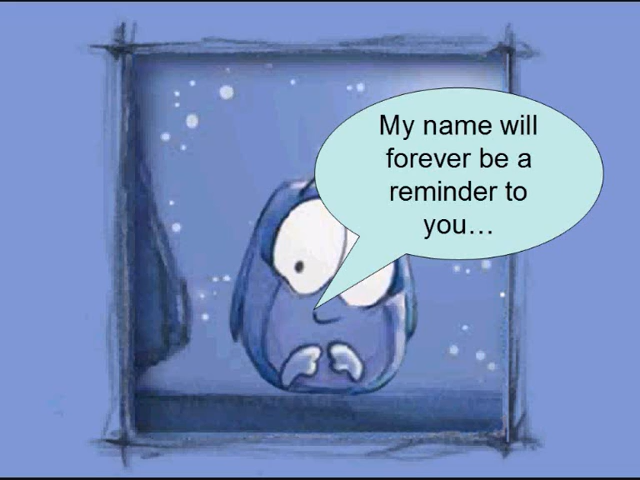 My name will
forever be a
reminder to
you…